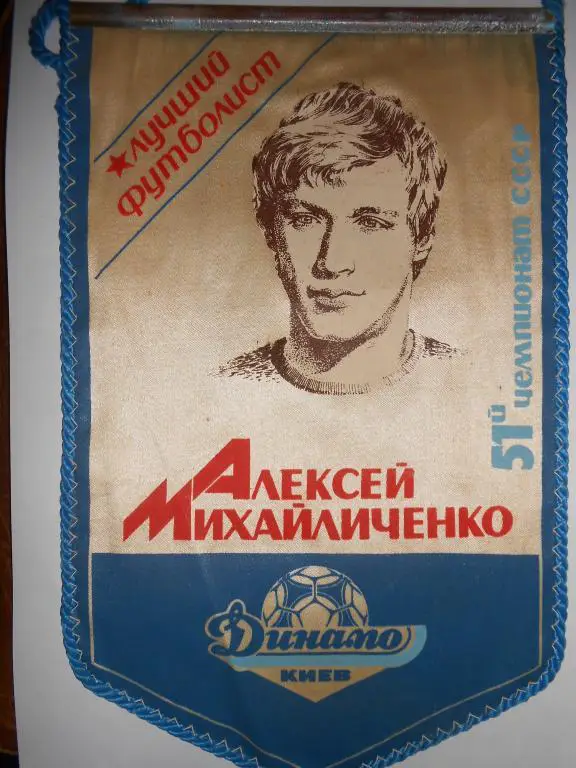 ★лучший
футболист
51й чемпионат СССР
Алексей
Михайличенко
Динамо
КИЕВ